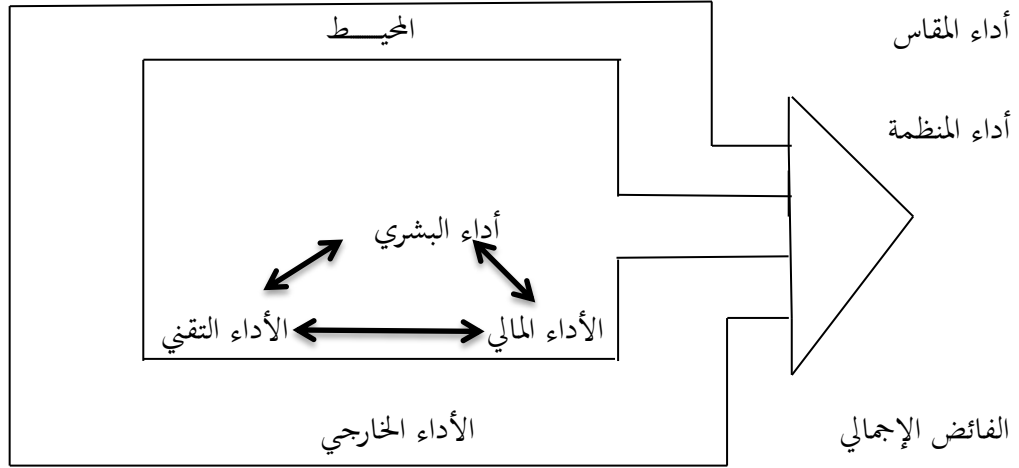 المحيـــط
أداء المقاس
أداء المنظمة
أداء البشري
الأداء المالي
الأداء التقني
الأداء الخارجي
الفائض الإجمالي